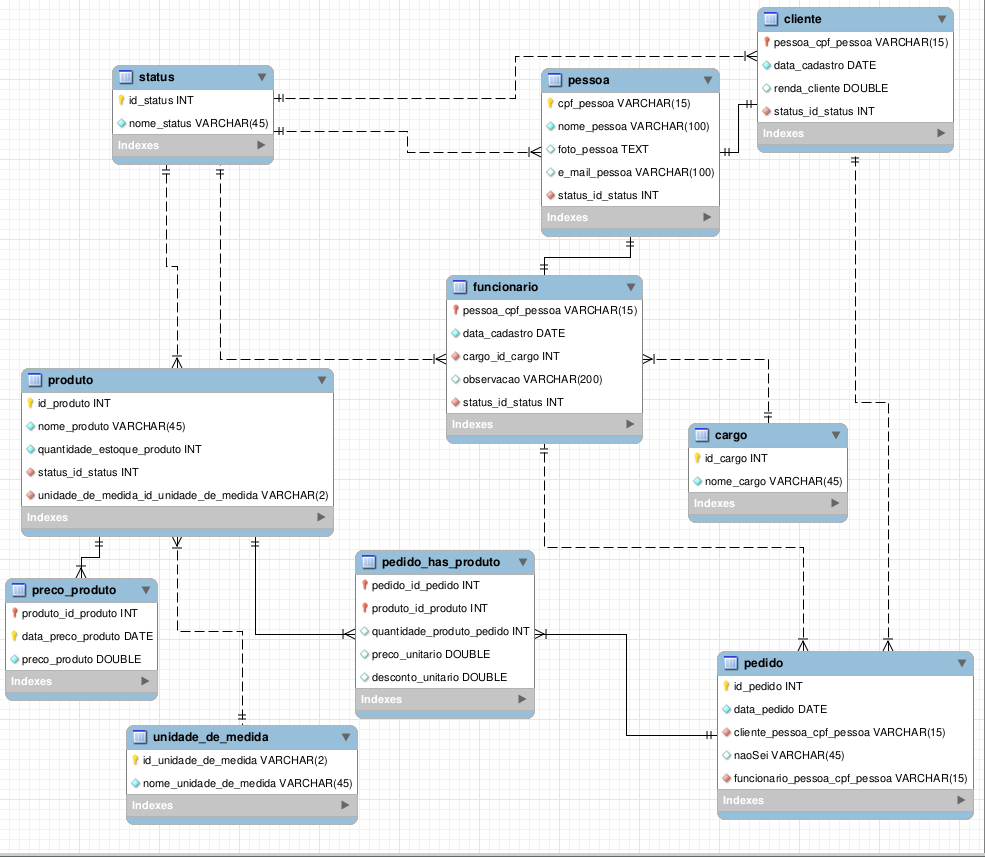 cliente
pessoa_cpf_pessoa VARCHAR(15)
data_cadastro DATE
renda_cliente DOUBLE
status_id_status INT
Indexes
status
id_status INT
nome_status VARCHAR(45)
Indexes
pessoa
cpf_pessoa VARCHAR(15)
nome_pessoa VARCHAR(100)
foto_pessoa TEXT
e_mail_pessoa VARCHAR(100)
status_id_status INT
Indexes
funcionario
pessoa_cpf_pessoa VARCHAR(15)
data_cadastro DATE
cargo_id_cargo INT
observacao VARCHAR(200)
status_id_status INT
Indexes
produto
id_produto INT
nome_produto VARCHAR(45)
quantidade_estoque_produto INT
status_id_status INT
unidade_de_medida_id_unidade_de_medida VARCHAR(2)
Indexes
cargo
id_cargo INT
nome_cargo VARCHAR(45)
Indexes
pedido_has_produto
pedido_id_pedido INT
produto_id_produto INT
quantidade_produto_pedido INT
preco_unitario DOUBLE
desconto_unitario DOUBLE
Indexes
preco_produto
produto_id_produto INT
data_preco_produto DATE
preco_produto DOUBLE
Indexes
pedido
id_pedido INT
data_pedido DATE
cliente_pessoa_cpf_pessoa VARCHAR(15)
naoSei VARCHAR(45)
funcionario_pessoa_cpf_pessoa VARCHAR(15)
Indexes
unidade_de_medida
id_unidade_de_medida VARCHAR(2)
nome_unidade_de_medida VARCHAR(45)
Indexes